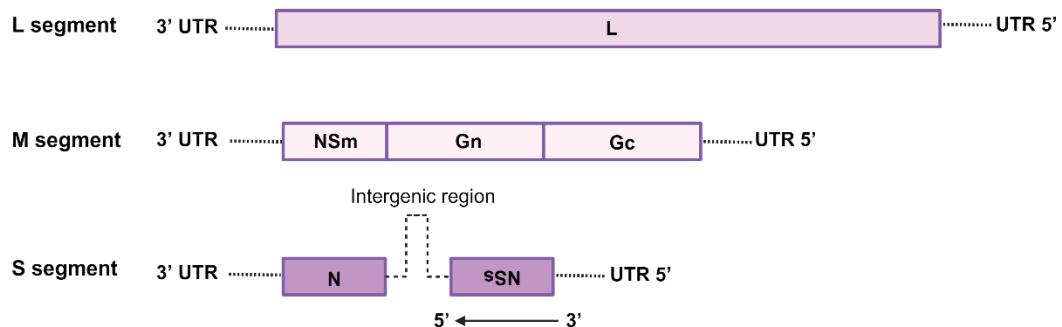 L segment 3’ UTR L UTR 5’
M segment 3’ UTR NSm Gn Gc UTR 5’
Intergenic region
S segment 3’ UTR N NSs UTR 5’
5’ 3’